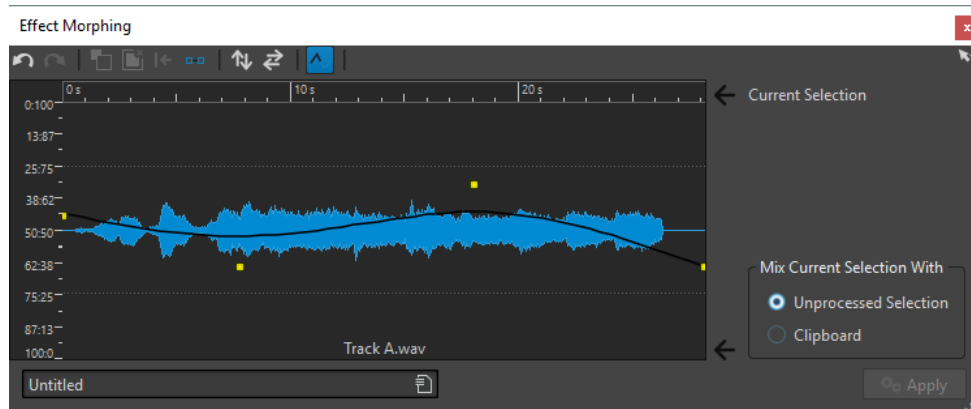 Effect Morphing
0 s 10 s 20 s
0:100
Current Selection
13:87
25:75
38:62
50:50
62:38
Mix Current Selection With
75:25
Unprocessed Selection
87:13
Clipboard
100:0
Track A.wav
Untitled
Apply